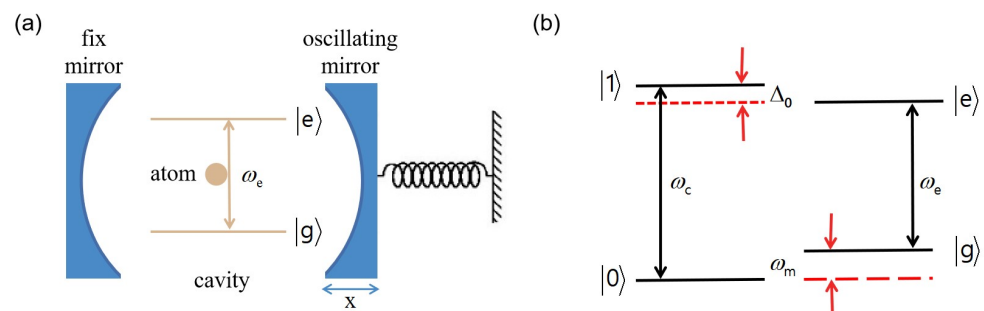 (a)
fix
mirror
oscillating
mirror
|e⟩
atom
ωe
|g⟩
cavity
x
(b)
|1⟩
Δ0
|e⟩
ωc
ωe
|g⟩
ωm
|0⟩